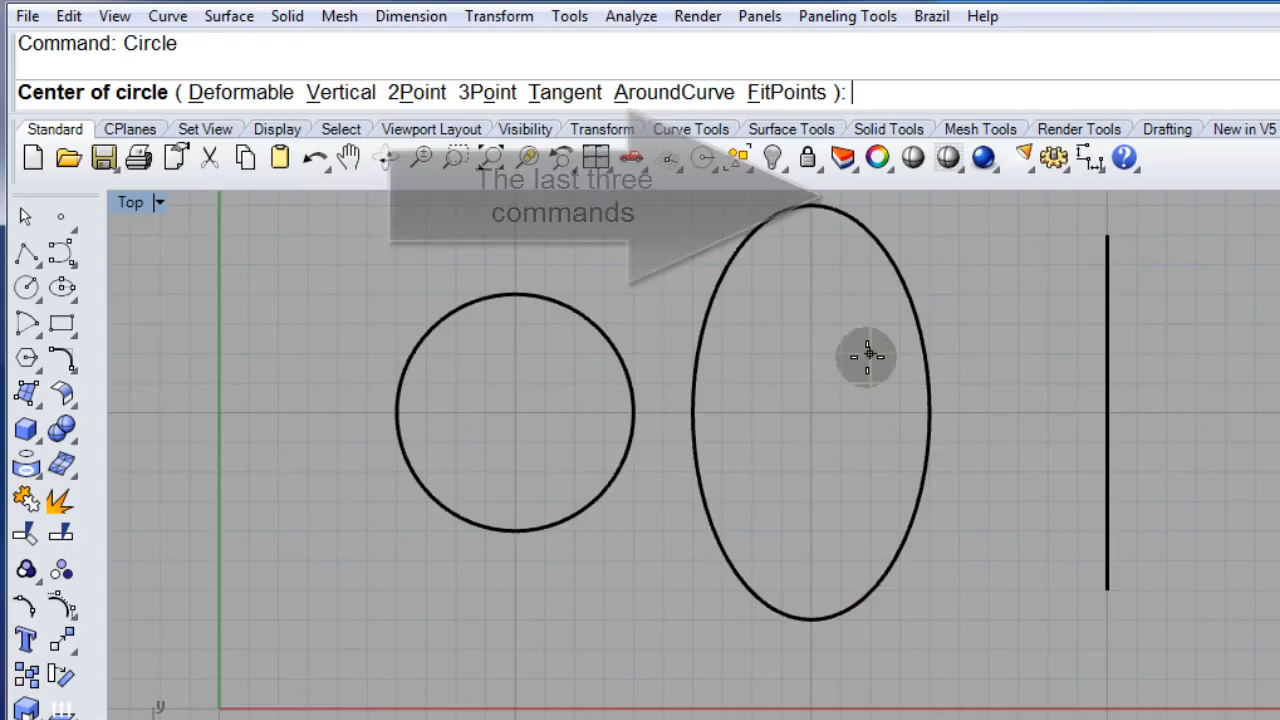 File Edit View Curve Surface Solid Mesh Dimension Transform Tools Analyze Render Panels Paneling Tools Brazil Help
Command: Circle
Center of circle ( Deformable Vertical 2Point 3Point Tangent AroundCurve FitPoints ):
Standard CPlanes Set View Display Select Viewport Layout Visibility Transform Curve Tools Surface Tools Solid Tools Mesh Tools Render Tools Drafting New in V5
The last three
commands
Top
y